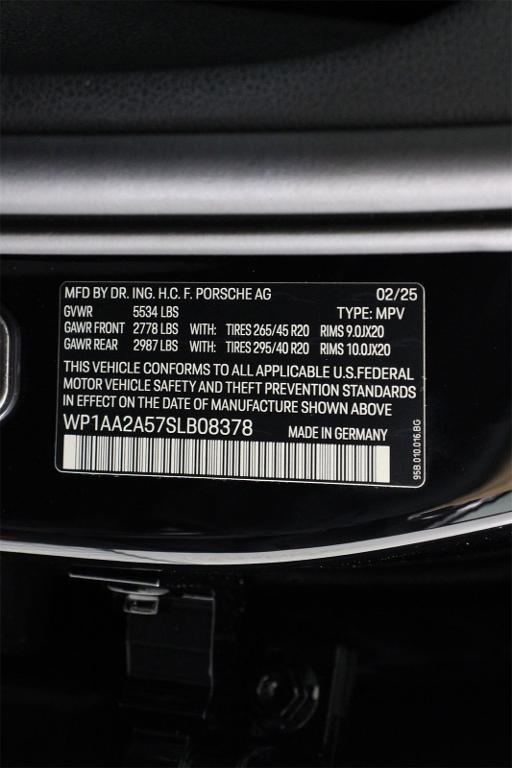 MFD BY DR. ING. H.C. F. PORSCHE AG 02/25
GVWR 5534 LBS TYPE: MPV
GAWR FRONT 2778 LBS WITH: TIRES 265/45 R20 RIMS 9.0JX20
GAWR REAR 2987 LBS WITH: TIRES 295/40 R20 RIMS 10.0JX20
THIS VEHICLE CONFORMS TO ALL APPLICABLE U.S.FEDERAL
MOTOR VEHICLE SAFETY AND THEFT PREVENTION STANDARDS
IN EFFECT ON THE DATE OF MANUFACTURE SHOWN ABOVE
WP1AA2A57SLB08378 MADE IN GERMANY
95B.010.016.BG